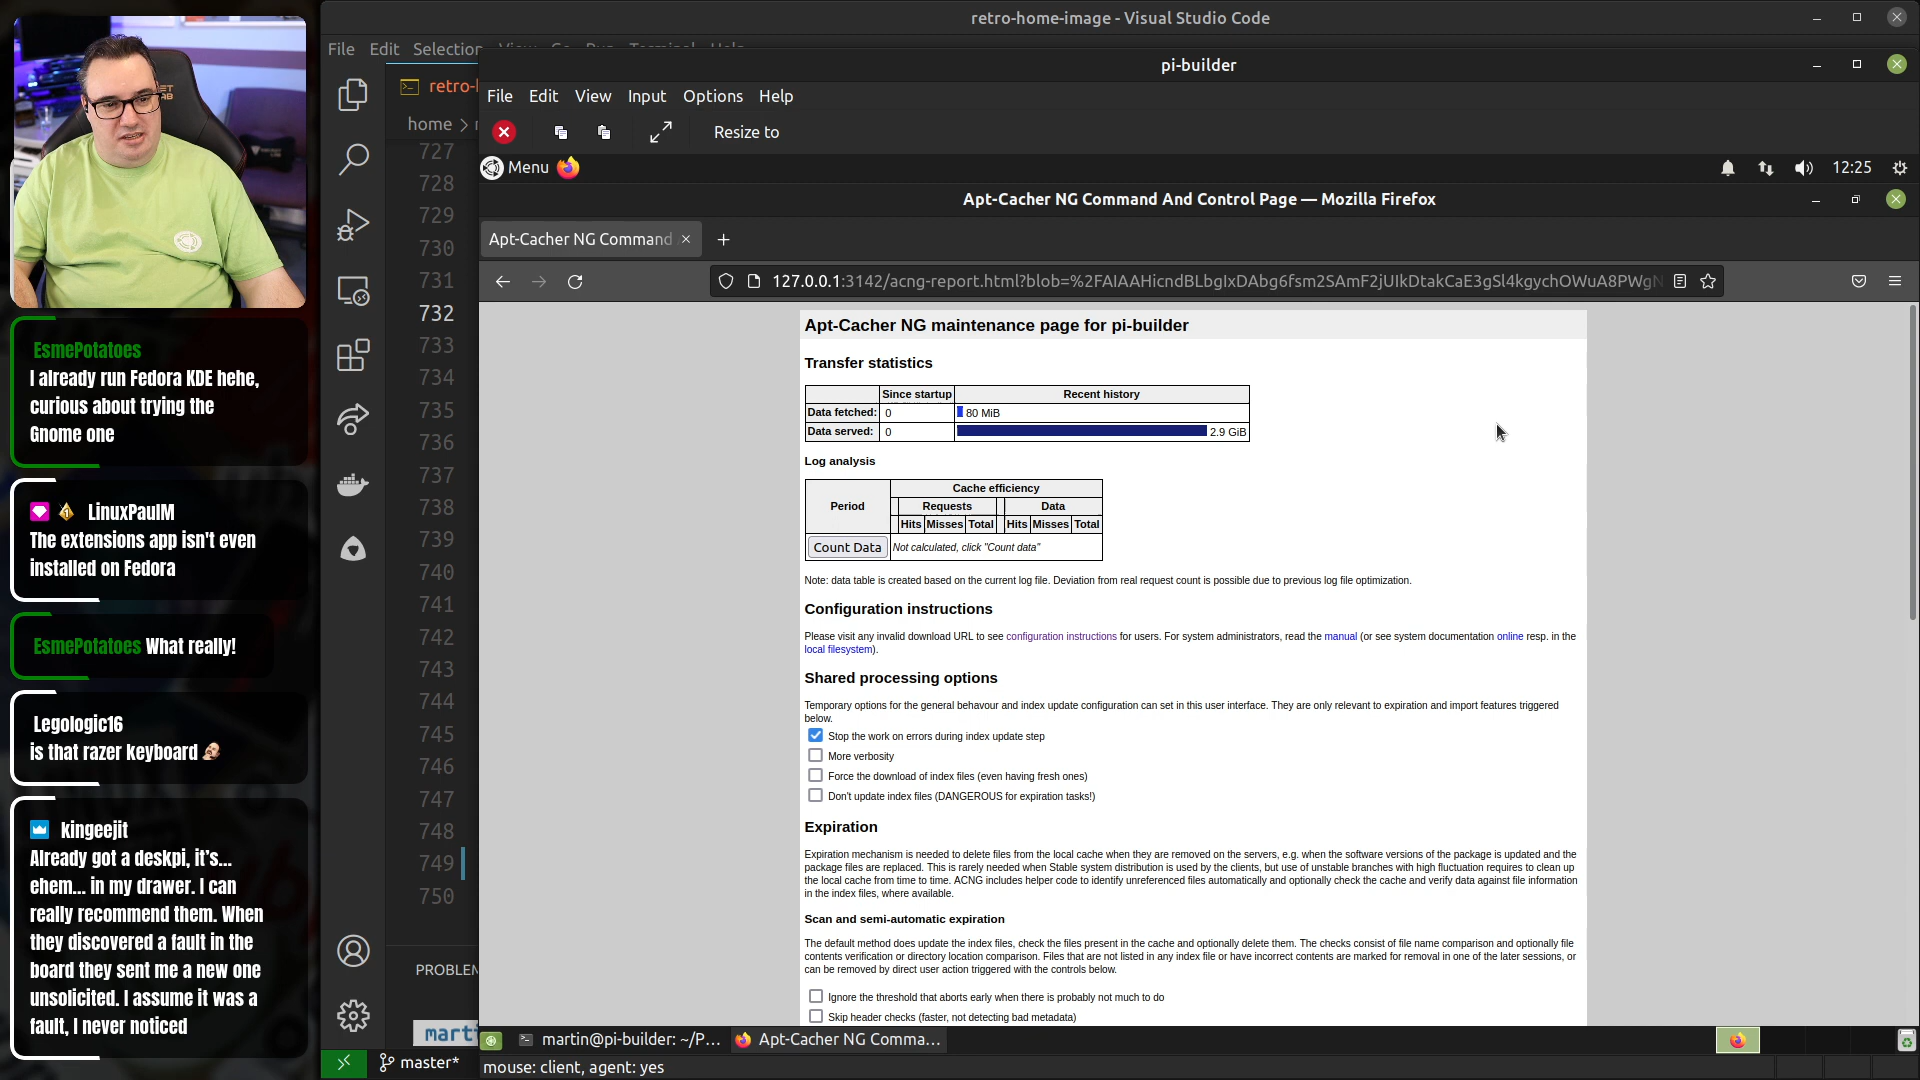 retro-home-image - Visual Studio Code
File Edit Selection View Go Run Terminal Help
pi-builder
File Edit View Input Options Help
Resize to
Menu
12:25
Apt-Cacher NG Command And Control Page — Mozilla Firefox
Apt-Cacher NG Command
127.0.0.1:3142/acng-report.html?blob=%2FAIAAHicndBLbgIxDAbg6fsm2SAmF2jUIkDtakCaE3gSl4kgychOWuA8PWgN
retro-
home >
727
728
729
730
731
732
733
734
735
736
737
738
739
740
741
742
743
744
745
746
747
748
749
750
PROBLEM
marti
master*
Apt-Cacher NG maintenance page for pi-builder
Transfer statistics
Since startup Recent history
Data fetched: 0 80 MiB
Data served: 0 2.9 GiB
Log analysis
Period Cache efficiency
Requests Data
Hits Misses Total Hits Misses Total
Count Data Not calculated, click "Count data"
Note: data table is created based on the current log file. Deviation from real request count is possible due to previous log file optimization.
Configuration instructions
Please visit any invalid download URL to see configuration instructions for users. For system administrators, read the manual (or see system documentation online resp. in the
local filesystem).
Shared processing options
Temporary options for the general behavour and index update configuration can set in this user interface. They are only relevant to expiration and import features triggered
below.
Stop the work on errors during index update step
More verbosity
Force the download of index files (even having fresh ones)
Don't update index files (DANGEROUS for expiration tasks!)
Expiration
Expiration mechanism is needed to delete files from the local cache when they are removed on the servers, e.g. when the software versions of the package is updated and the
package files are replaced. This is rarely needed when Stable system distribution is used by the clients, but use of unstable branches with high fluctuation requires to clean up
the local cache from time to time. ACNG includes helper code to identify unreferenced files automatically and optionally check the cache and verify data against file information
in the index files, where available.
Scan and semi-automatic expiration
The default method does update the index files, check the files present in the cache and optionally delete them. The checks consist of file name comparison and optionally file
contents verification or directory location comparison. Files that are not listed in any index file or have incorrect contents are marked for removal in one of the later sessions, or
can be removed by direct user action triggered with the controls below.
Ignore the threshold that aborts early when there is probably not much to do
Skip header checks (faster, not detecting bad metadata)
martin@pi-builder: ~/P...
Apt-Cacher NG Comma...
mouse: client, agent: yes
EsmePotatoes
I already run Fedora KDE hehe,
curious about trying the
Gnome one
LinuxPaulM
The extensions app isn't even
installed on Fedora
EsmePotatoes What really!
Legologic16
is that razer keyboard
kingeejit
Already got a deskpi, it's...
ehem... in my drawer. I can
really recommend them. When
they discovered a fault in the
board they sent me a new one
unsolicited. I assume it was a
fault, I never noticed